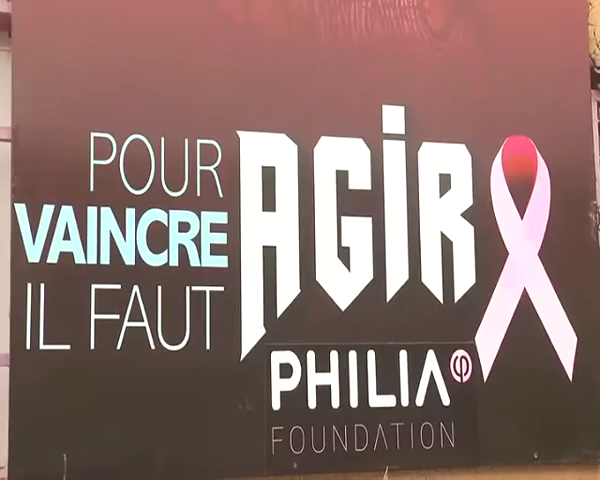 POUR
VAINCRE
IL FAUT
AGIR
PHILIA φ
FOUNDATION